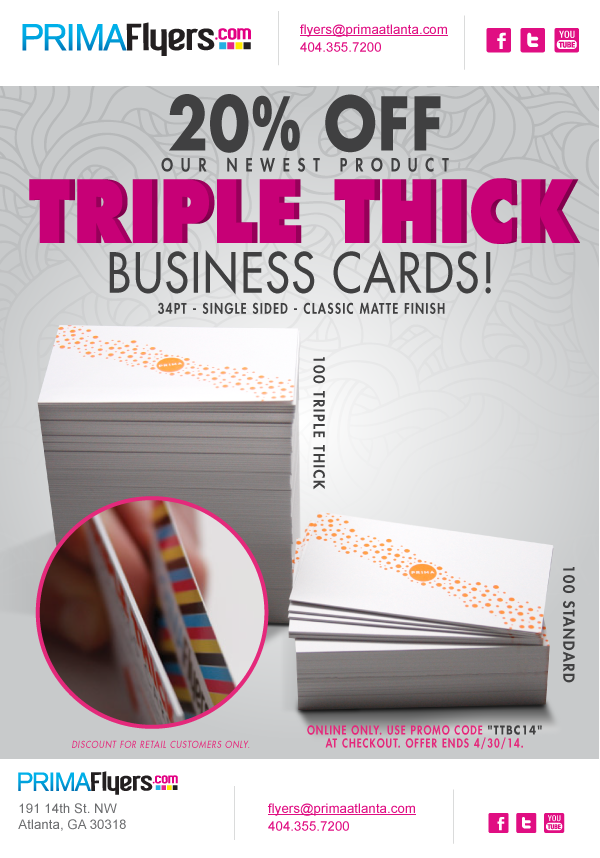 PRIMAFlyers.com
flyers@primaatlanta.com
404.355.7200
YOU
TUBE
20% OFF
OUR NEWEST PRODUCT
TRIPLE THICK
BUSINESS CARDS!
34PT - SINGLE SIDED - CLASSIC MATTE FINISH
PRIMA
100 TRIPLE THICK
PRIMA
100 STANDARD
ONLINE ONLY. USE PROMO CODE "TTBC14"
AT CHECKOUT. OFFER ENDS 4/30/14.
DISCOUNT FOR RETAIL CUSTOMERS ONLY.
PRIMAFlyers.com
191 14th St. NW
Atlanta, GA 30318
flyers@primaatlanta.com
404.355.7200
YOU
TUBE